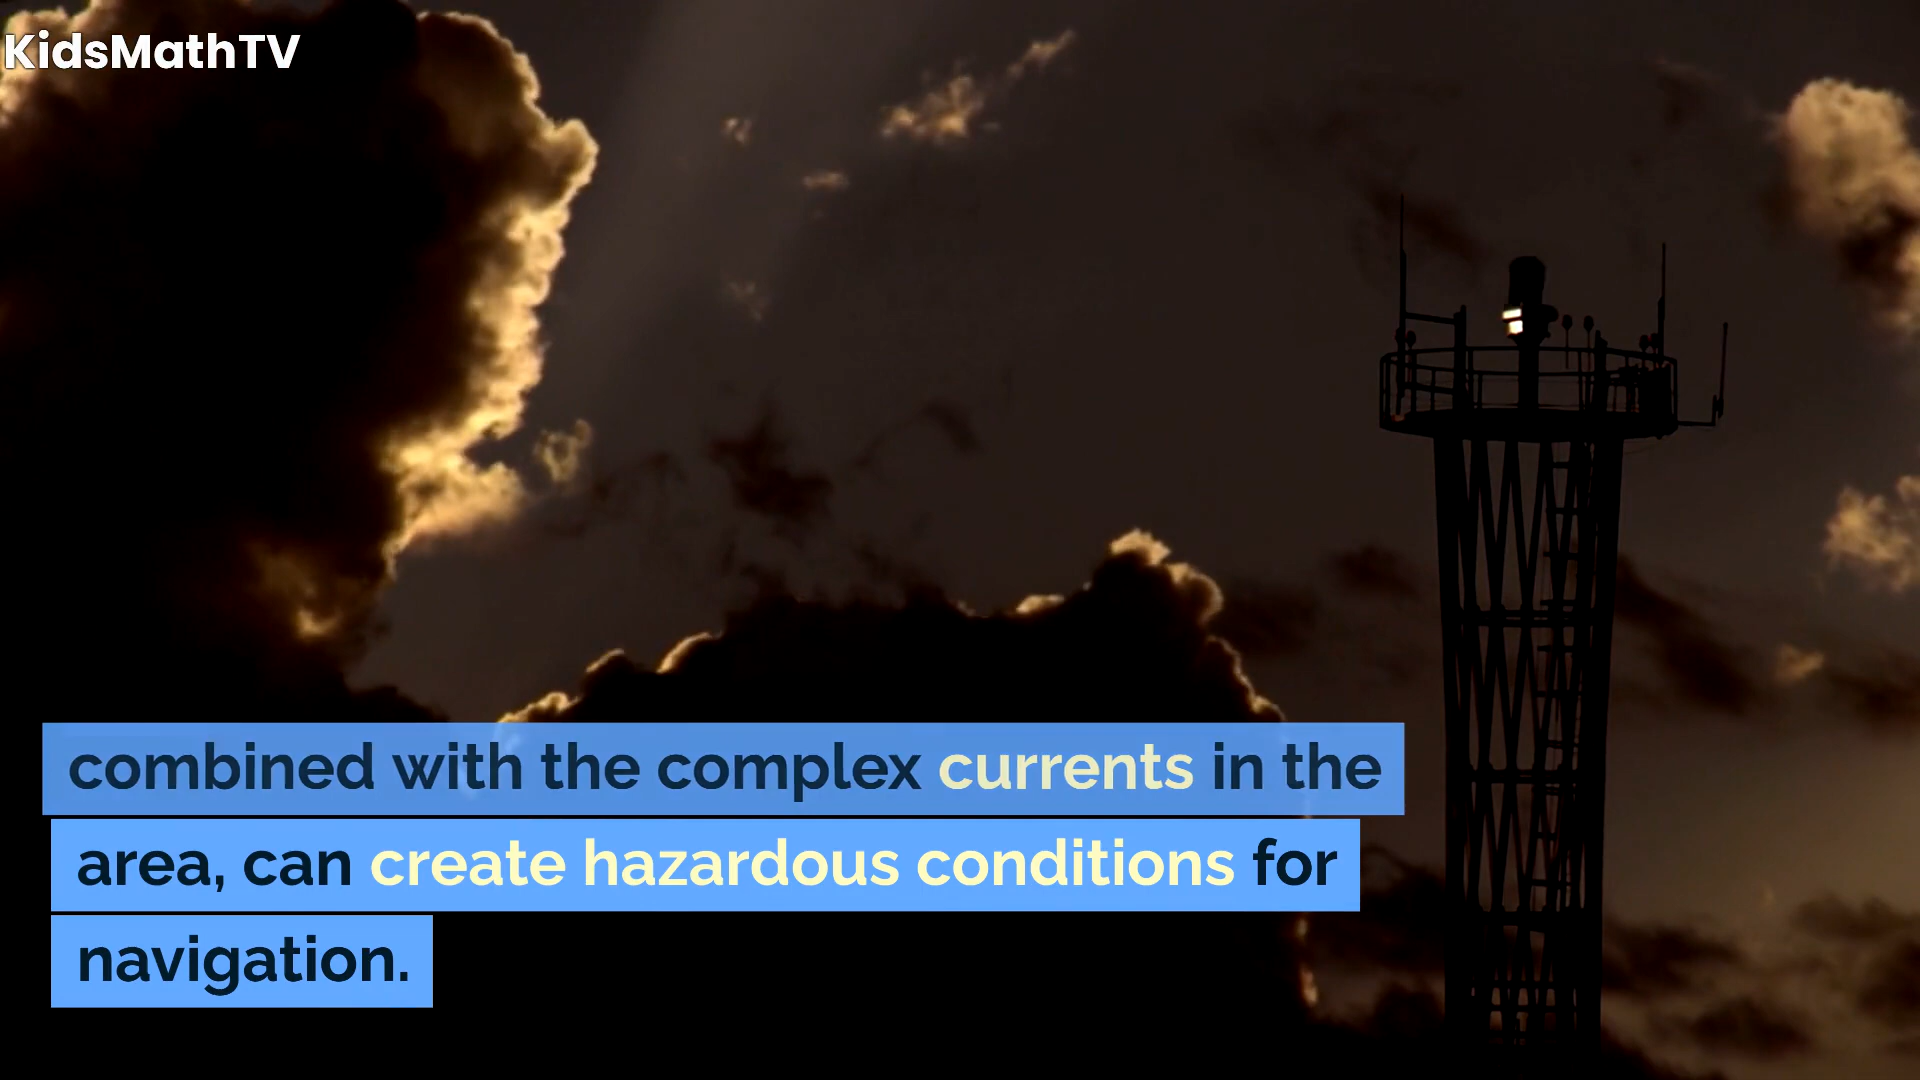 KidsMathTV
combined with the complex currents in the
area, can create hazardous conditions for
navigation.